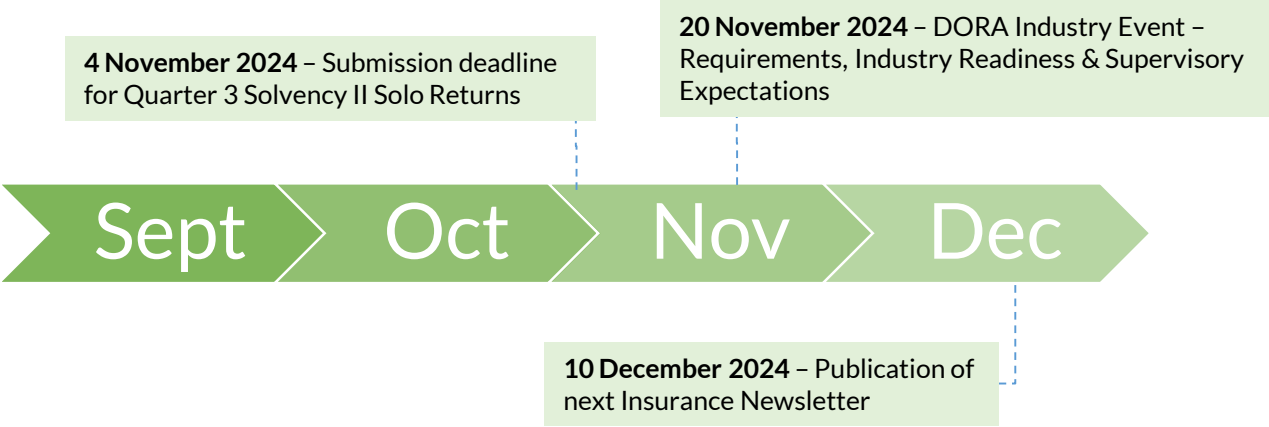 20 November 2024 – DORA Industry Event –
Requirements, Industry Readiness & Supervisory
Expectations
4 November 2024 – Submission deadline
for Quarter 3 Solvency II Solo Returns
Sept
Oct
Nov
Dec
10 December 2024 – Publication of
next Insurance Newsletter